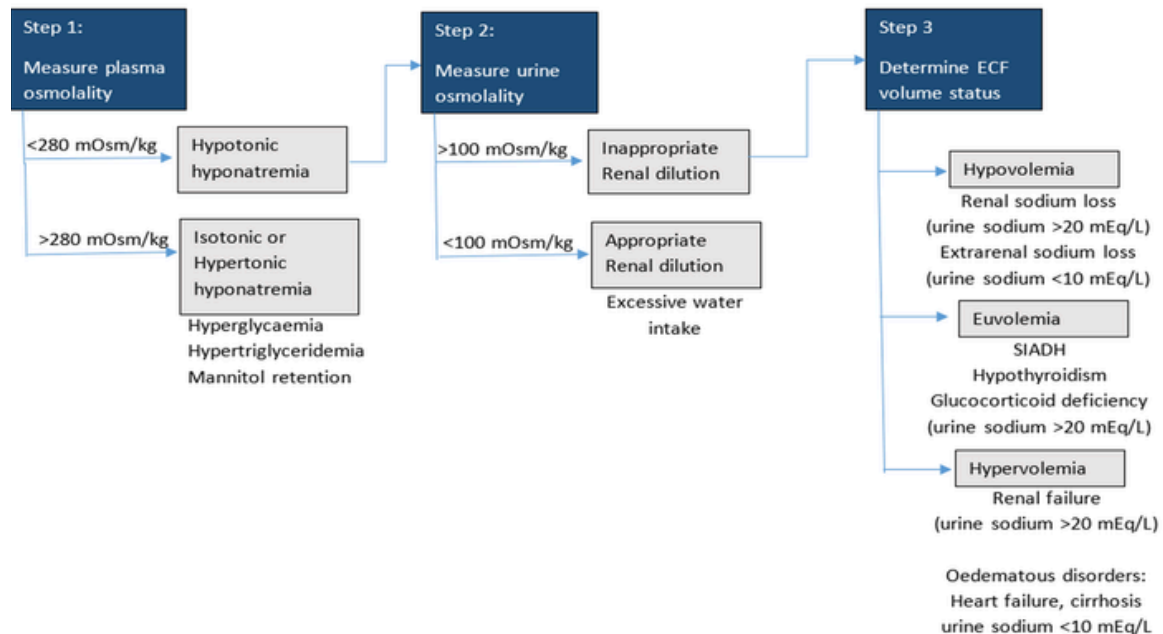 Step 1:
Measure plasma
osmolality
<280 mOsm/kg
Hypotonic
hyponatremia
>280 mOsm/kg
Isotonic or
Hypertonic
hyponatremia
Hyperglycaemia
Hypertriglyceridemia
Mannitol retention
Step 2:
Measure urine
osmolality
>100 mOsm/kg
Inappropriate
Renal dilution
<100 mOsm/kg
Appropriate
Renal dilution
Excessive water
intake
Step 3
Determine ECF
volume status
Hypovolemia
Renal sodium loss
(urine sodium >20 mEq/L)
Extrarenal sodium loss
(urine sodium <10 mEq/L)
Euvolemia
SIADH
Hypothyroidism
Glucocorticoid deficiency
(urine sodium >20 mEq/L)
Hypervolemia
Renal failure
(urine sodium >20 mEq/L)
Oedematous disorders:
Heart failure, cirrhosis
urine sodium <10 mEq/L